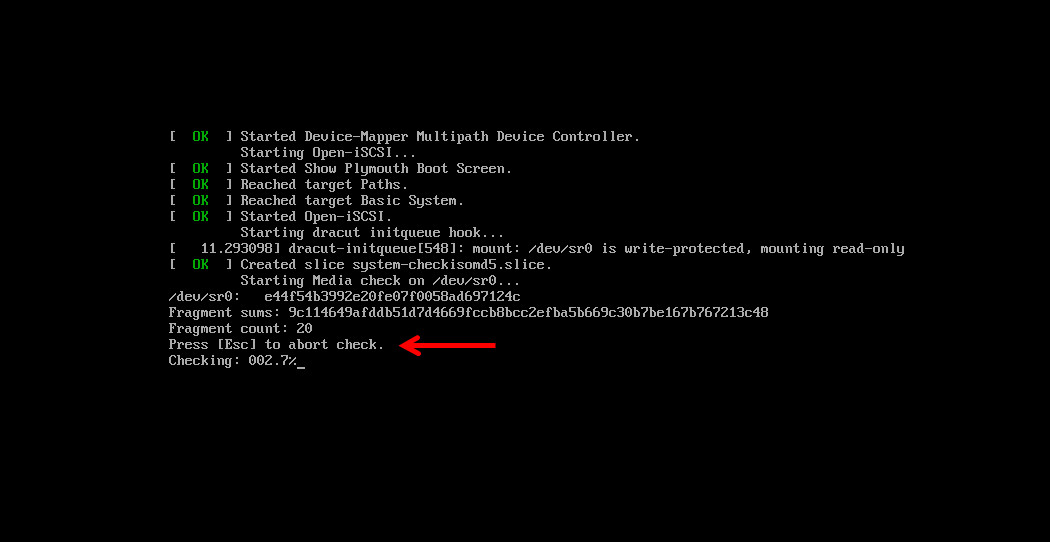 [  OK  ] Started Device-Mapper Multipath Device Controller.
         Starting Open-iSCSI...
[  OK  ] Started Show Plymouth Boot Screen.
[  OK  ] Reached target Paths.
[  OK  ] Reached target Basic System.
[  OK  ] Started Open-iSCSI.
         Starting dracut initqueue hook...
[   11.293098] dracut-initqueue[548]: mount: /dev/sr0 is write-protected, mounting read-only
[  OK  ] Created slice system-checkisomd5.slice.
         Starting Media check on /dev/sr0...
/dev/sr0:   e44f54b3992e20fe07f0058ad697124c
Fragment sums: 9c114649afddb51d7d4669fccb8bcc2efba5b669c30b7be167b767213c48
Fragment count: 20
Press [Esc] to abort check.
Checking: 002.7%_